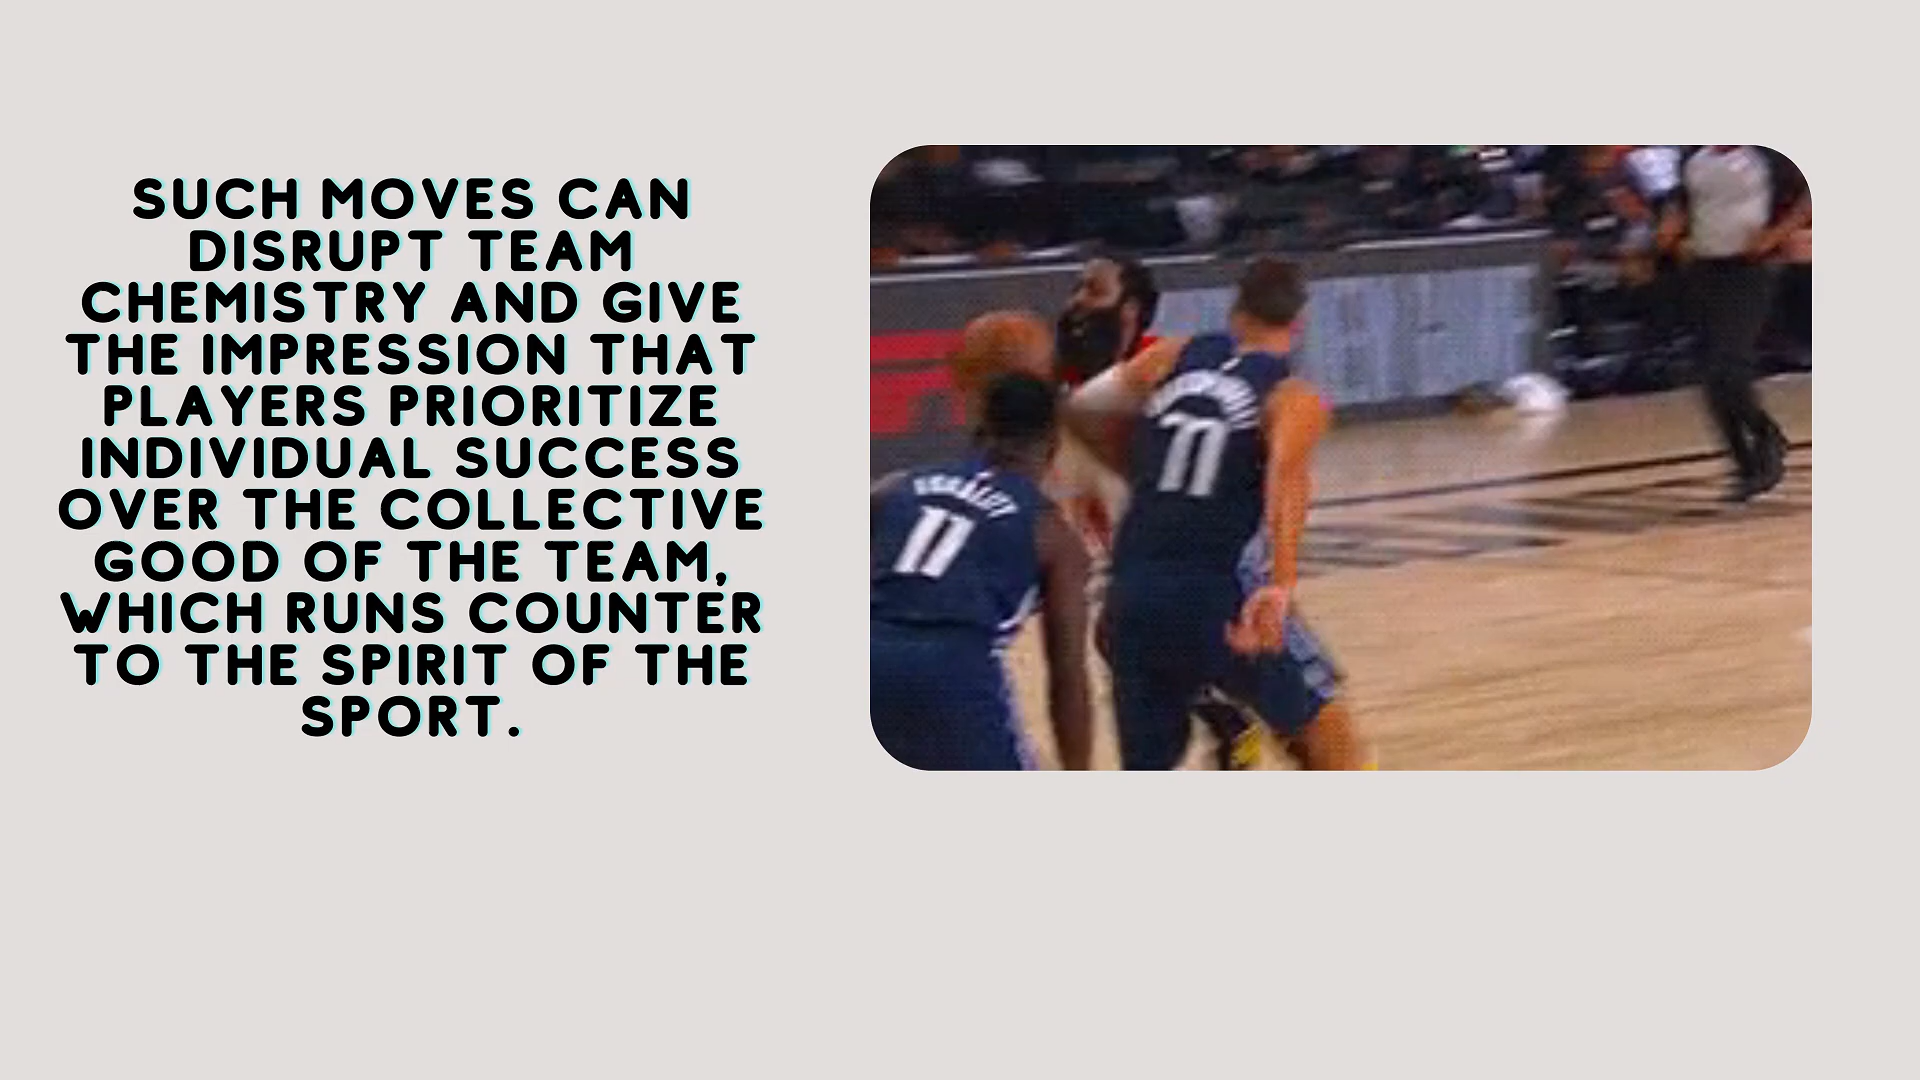 SUCH MOVES CAN
DISRUPT TEAM
CHEMISTRY AND GIVE
THE IMPRESSION THAT
PLAYERS PRIORITIZE
INDIVIDUAL SUCCESS
OVER THE COLLECTIVE
GOOD OF THE TEAM,
WHICH RUNS COUNTER
TO THE SPIRIT OF THE
SPORT.
11